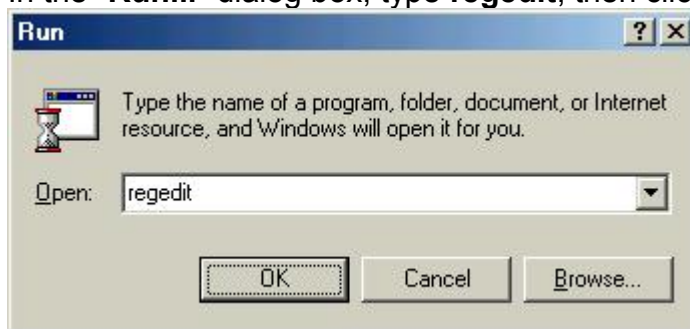 In the "Run..." dialog box, type regedit, then clic
Run
Type the name of a program, folder, document, or Internet
resource, and Windows will open it for you.
Open: regedit
OK Cancel Browse...